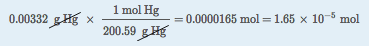 0.00332 g Hg × 1 mol Hg / 200.59 g Hg = 0.0000165 mol = 1.65 × 10⁻⁵ mol